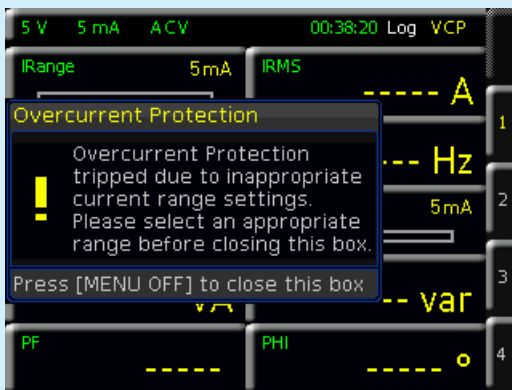 5 V 5 mA ACV 00:38:20 Log VCP
IRange 5mA IRMS
----- A
1
Overcurrent Protection
Overcurrent Protection
tripped due to inappropriate
current range settings.
Please select an appropriate
range before closing this box.
Press [MENU OFF] to close this box
--- Hz
5mA
2
3
VA
-- var
PF
-----
PHI
----- °
4